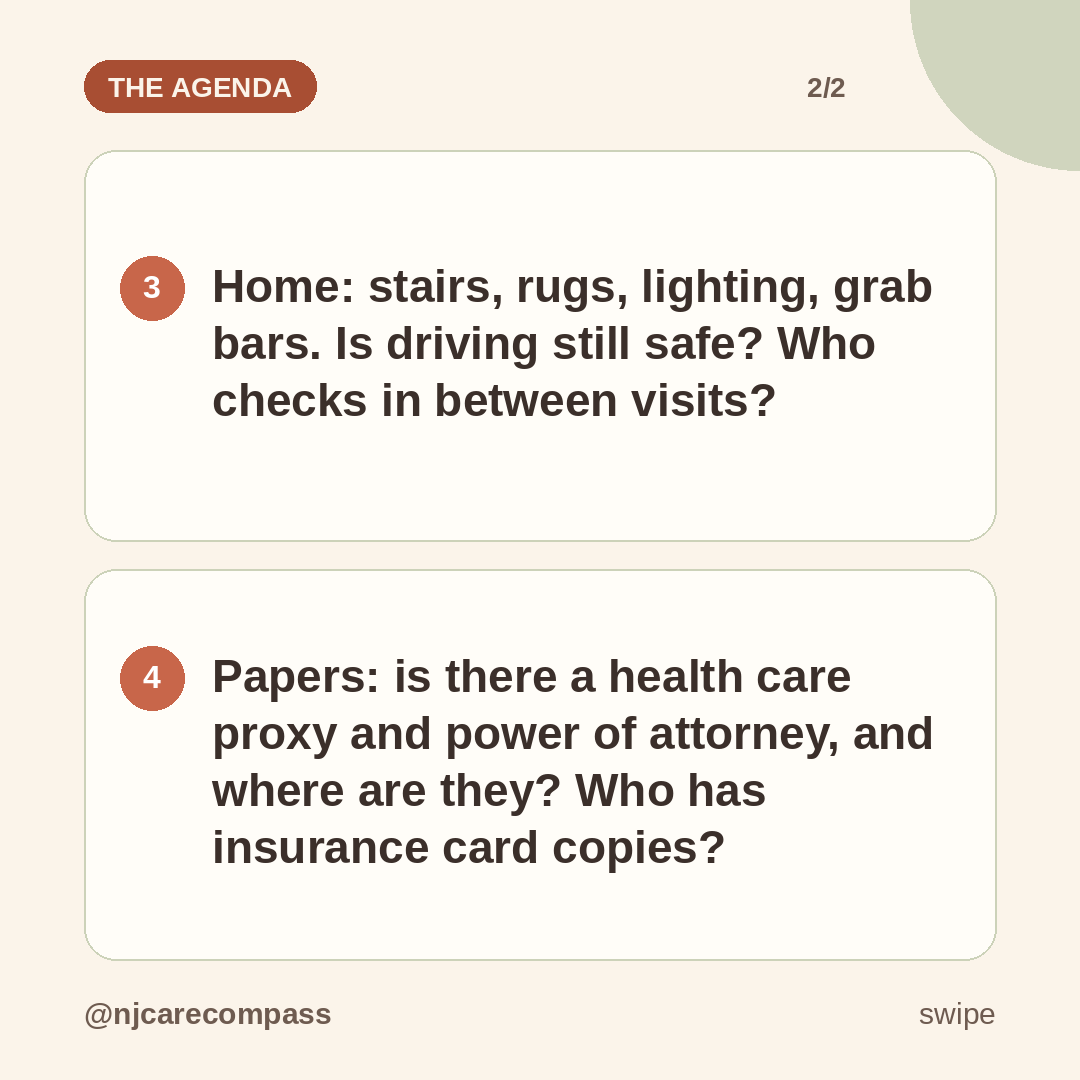 THE AGENDA
2/2
3
Home: stairs, rugs, lighting, grab
bars. Is driving still safe? Who
checks in between visits?
4
Papers: is there a health care
proxy and power of attorney, and
where are they? Who has
insurance card copies?
@njcarecompass
swipe